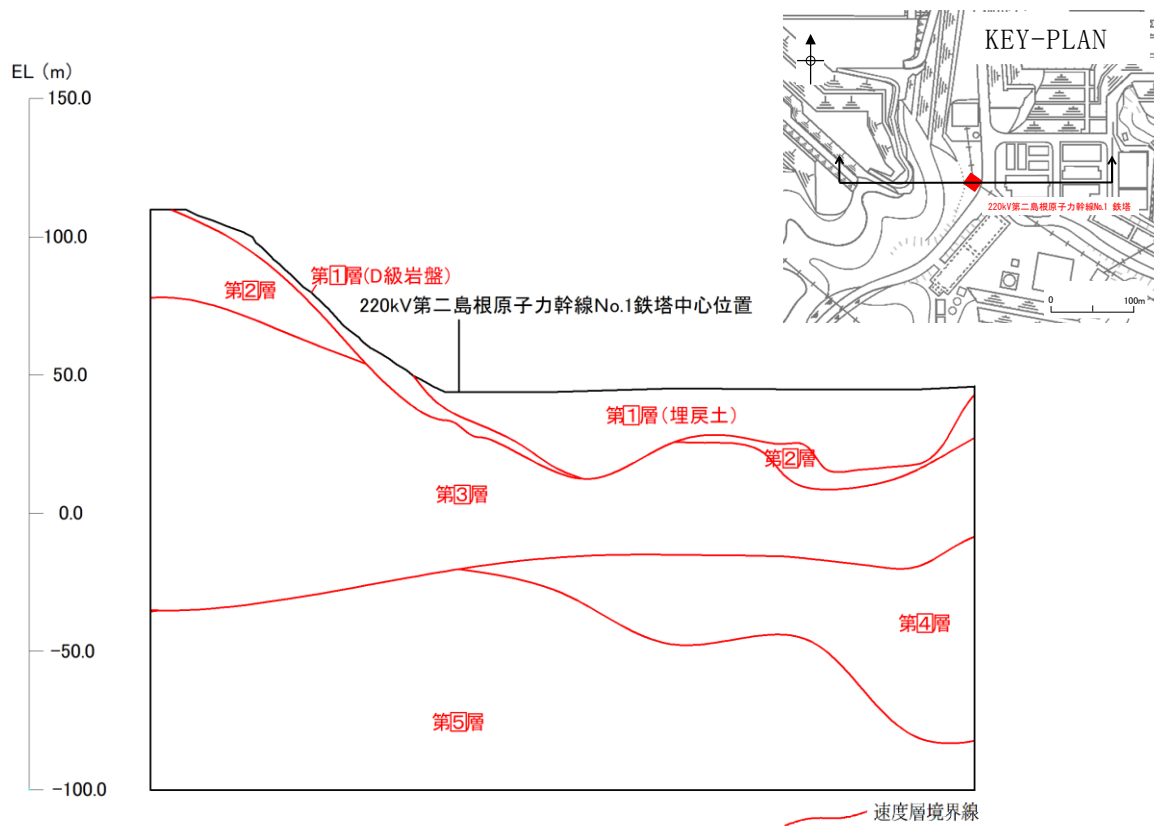 KEY-PLAN
220kV第二島根原子力幹線No.1 鉄塔
0 100m
EL (m)
150.0
100.0
50.0
0.0
-50.0
-100.0
第1層(D級岩盤)
第2層
220kV第二島根原子力幹線No.1鉄塔中心位置
第1層(埋戻土)
第2層
第3層
第4層
第5層
速度層境界線